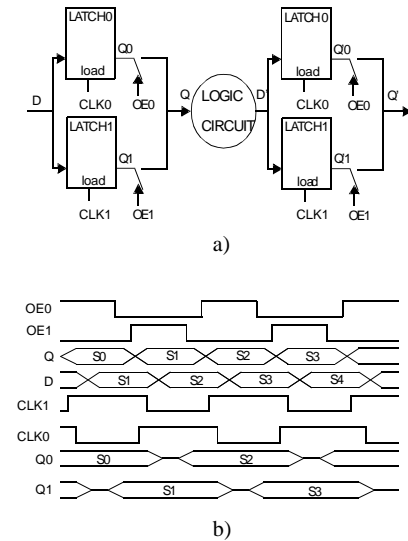 LATCH0
LATCH0
Q0
Q'0
load
load
D
Q
LOGIC
CIRCUIT
D'
Q'
CLK0
OE0
CLK0
OE0
LATCH1
LATCH1
Q1
Q'1
load
load
CLK1
OE1
CLK1
OE1
a)
OE0
OE1
Q
S0
S1
S2
S3
D
S1
S2
S3
S4
CLK1
CLK0
Q0
S0
S2
Q1
S1
S3
b)